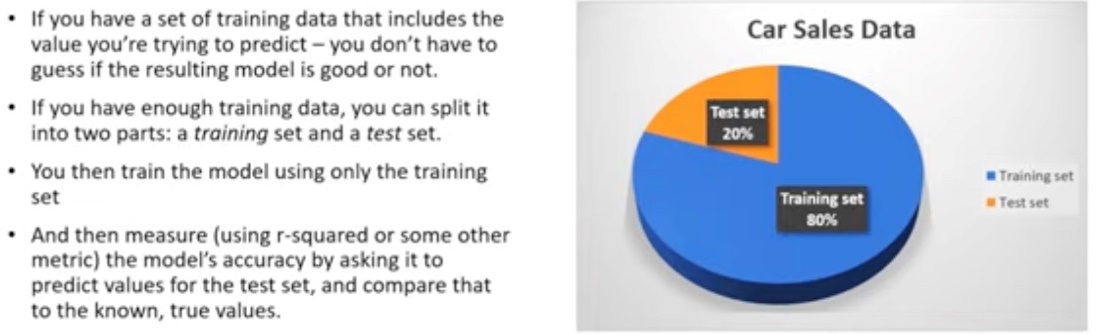 • If you have a set of training data that includes the
value you're trying to predict – you don't have to
guess if the resulting model is good or not.
• If you have enough training data, you can split it
into two parts: a training set and a test set.
• You then train the model using only the training
set
• And then measure (using r-squared or some other
metric) the model's accuracy by asking it to
predict values for the test set, and compare that
to the known, true values.
Car Sales Data
Test set
20%
Training set
80%
Training set
Test set